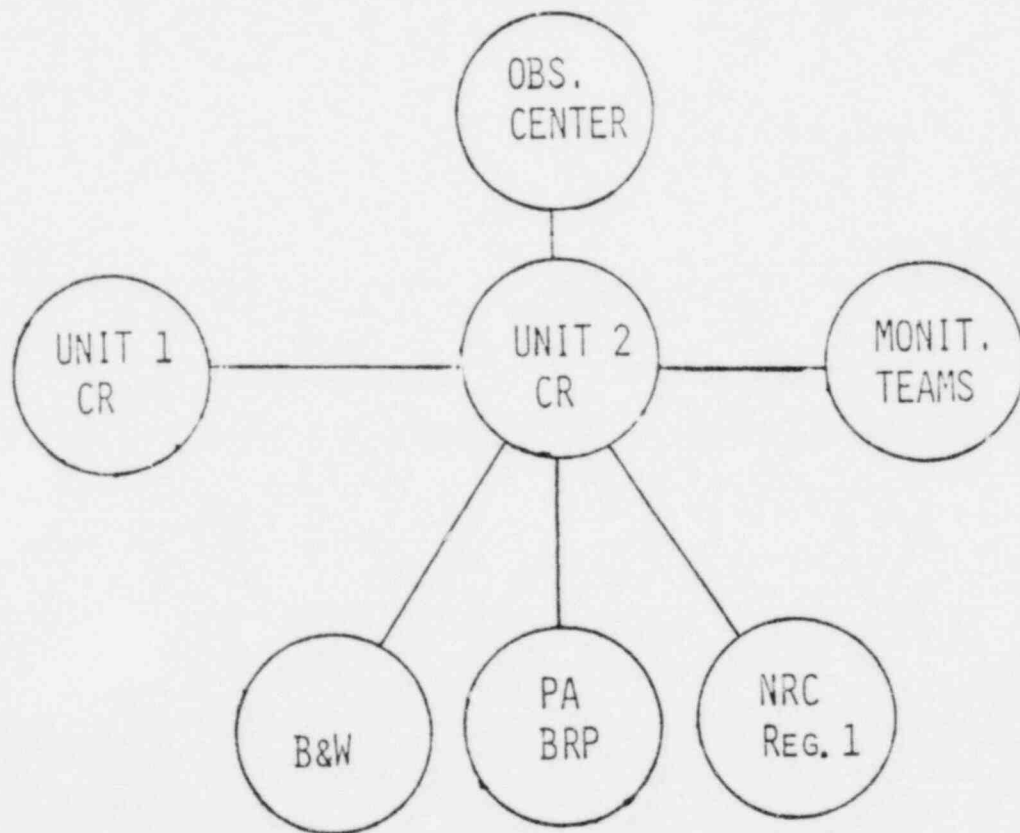 OBS.
CENTER
UNIT 1
CR
UNIT 2
CR
MONIT.
TEAMS
B&W
PA
BRP
NRC
REG. 1